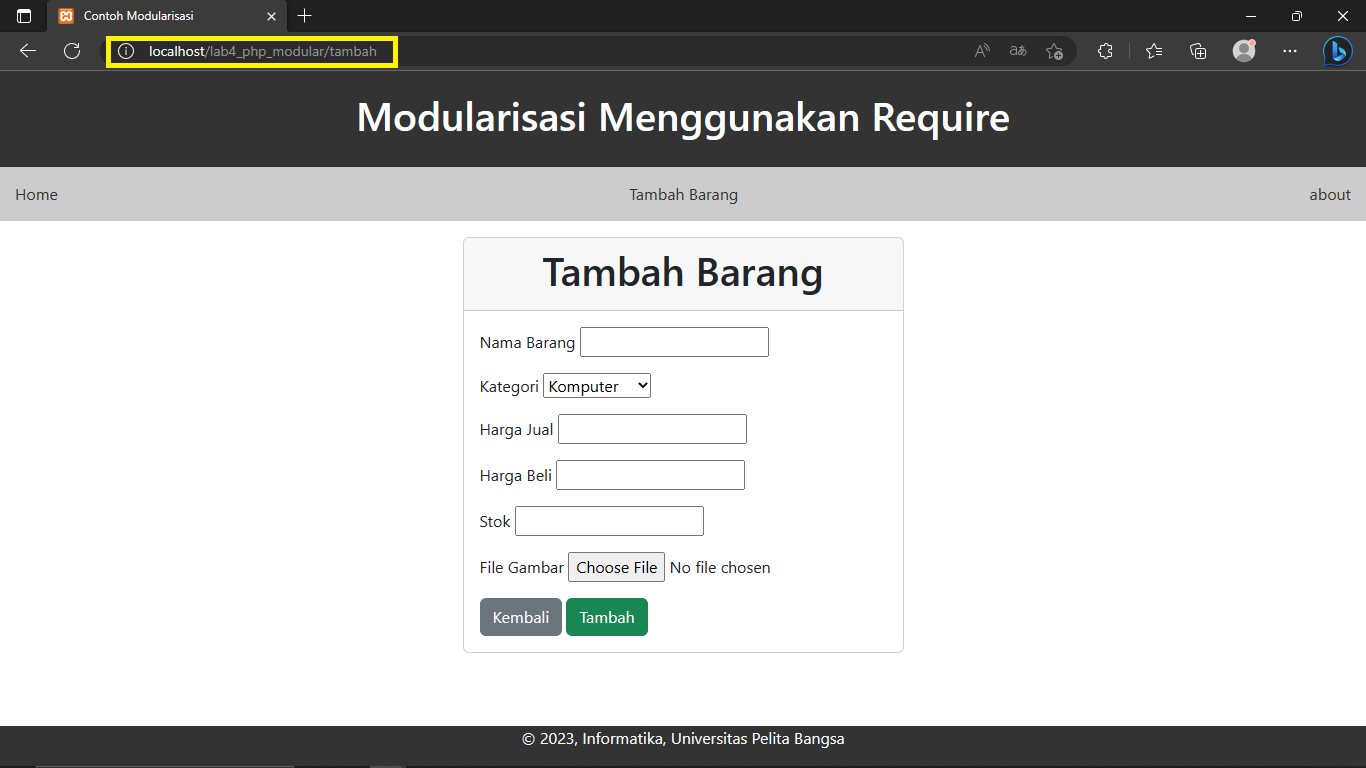 Contoh Modularisasi
localhost/lab4_php_modular/tambah
Modularisasi Menggunakan Require
Home Tambah Barang about
Tambah Barang
Nama Barang
Kategori Komputer
Harga Jual
Harga Beli
Stok
File Gambar Choose File No file chosen
Kembali Tambah
© 2023, Informatika, Universitas Pelita Bangsa